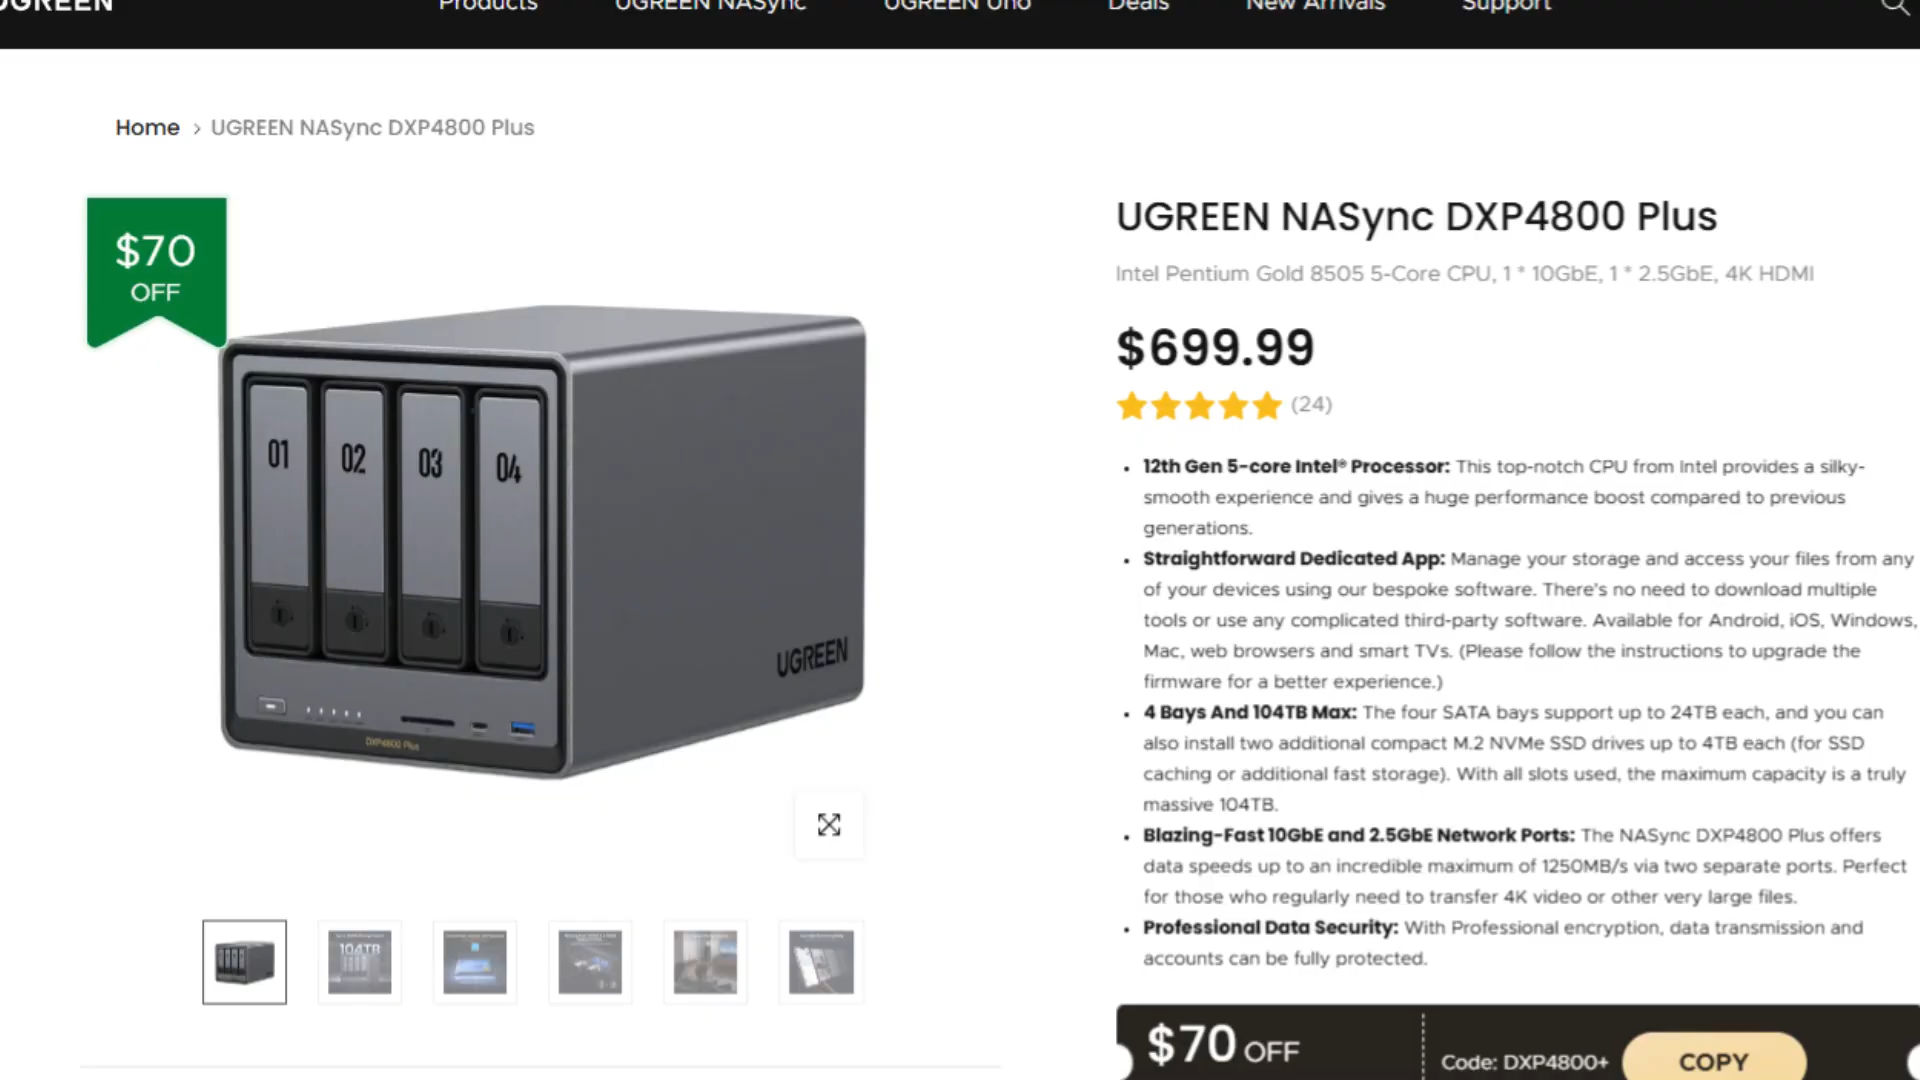 UGREEN
Products
UGREEN NASync
UGREEN Uno
Deals
New Arrivals
Support
Home › UGREEN NASync DXP4800 Plus
$70
OFF
01
02
03
04
UGREEN
DXP4800 Plus
104TB
UGREEN NASync DXP4800 Plus
Intel Pentium Gold 8505 5-Core CPU, 1 * 10GbE, 1 * 2.5GbE, 4K HDMI
$699.99
(24)
• 12th Gen 5-core Intel® Processor: This top-notch CPU from Intel provides a silky-
smooth experience and gives a huge performance boost compared to previous
generations.
• Straightforward Dedicated App: Manage your storage and access your files from any
of your devices using our bespoke software. There's no need to download multiple
tools or use any complicated third-party software. Available for Android, iOS, Windows,
Mac, web browsers and smart TVs. (Please follow the instructions to upgrade the
firmware for a better experience.)
• 4 Bays And 104TB Max: The four SATA bays support up to 24TB each, and you can
also install two additional compact M.2 NVMe SSD drives up to 4TB each (for SSD
caching or additional fast storage). With all slots used, the maximum capacity is a truly
massive 104TB.
• Blazing-Fast 10GbE and 2.5GbE Network Ports: The NASync DXP4800 Plus offers
data speeds up to an incredible maximum of 1250MB/s via two separate ports. Perfect
for those who regularly need to transfer 4K video or other very large files.
• Professional Data Security: With Professional encryption, data transmission and
accounts can be fully protected.
$70 OFF
Code: DXP4800+
COPY